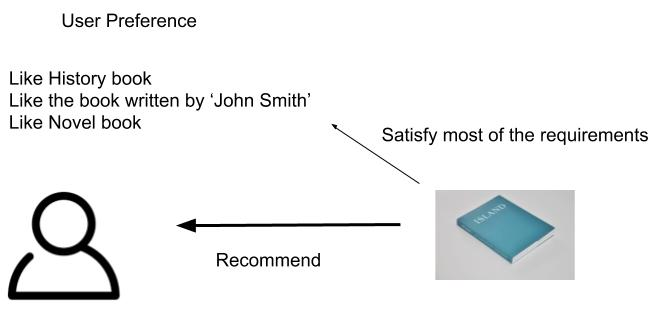 User Preference
Like History book
Like the book written by ‘John Smith’
Like Novel book
Satisfy most of the requirements
ISLAND
Recommend